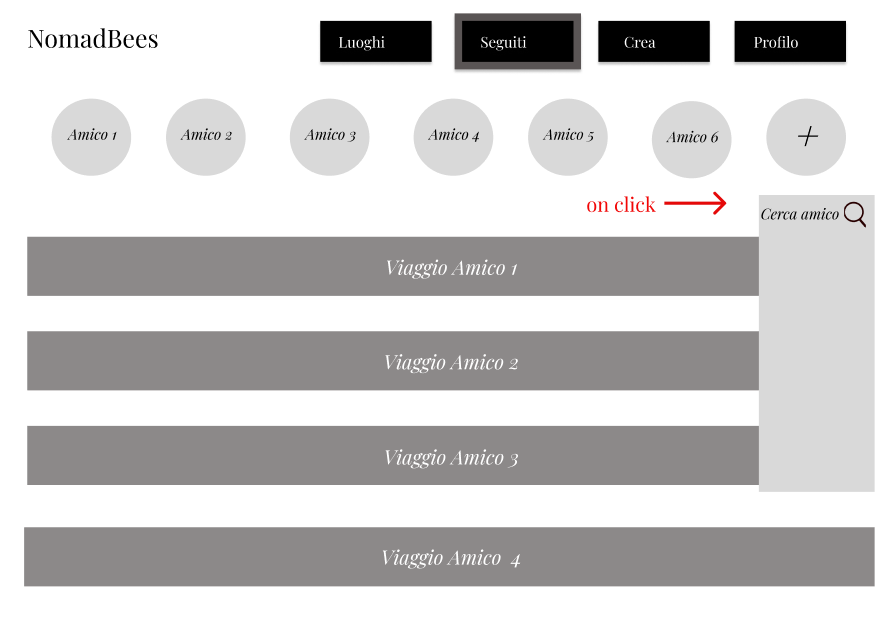 NomadBees
Luoghi
Seguiti
Crea
Profilo
Amico 1
Amico 2
Amico 3
Amico 4
Amico 5
Amico 6
+
on click
Cerca amico
Viaggio Amico 1
Viaggio Amico 2
Viaggio Amico 3
Viaggio Amico 4